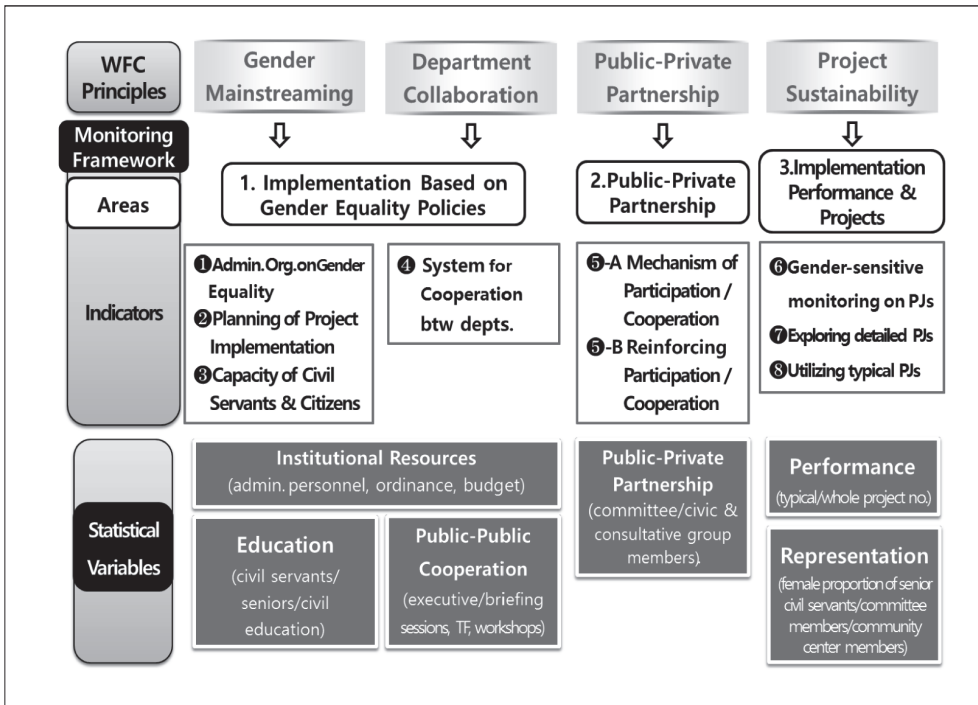 WFC
Principles
Gender
Mainstreaming
Department
Collaboration
Public-Private
Partnership
Project
Sustainability
Monitoring
Framework
Areas
1. Implementation Based on
Gender Equality Policies
2.Public-Private
Partnership
3.Implementation
Performance &
Projects
Indicators
❶Admin.Org.onGender
Equality
❷Planning of Project
Implementation
❸Capacity of Civil
Servants & Citizens
❹ System for
Cooperation
btw depts.
❺-A Mechanism of
Participation /
Cooperation
❺-B Reinforcing
Participation /
Cooperation
❻Gender-sensitive
monitoring on PJs
❼Exploring detailed PJs
❽Utilizing typical PJs
Statistical
Variables
Institutional Resources
(admin. personnel, ordinance, budget)
Education
(civil servants/
seniors/civil
education)
Public-Public
Cooperation
(executive/briefing
sessions, TF, workshops)
Public-Private
Partnership
(committee/civic &
consultative group
members).
Performance
(typical/whole project no.)
Representation
(female proportion of senior
civil servants/committee
members/community
center members)